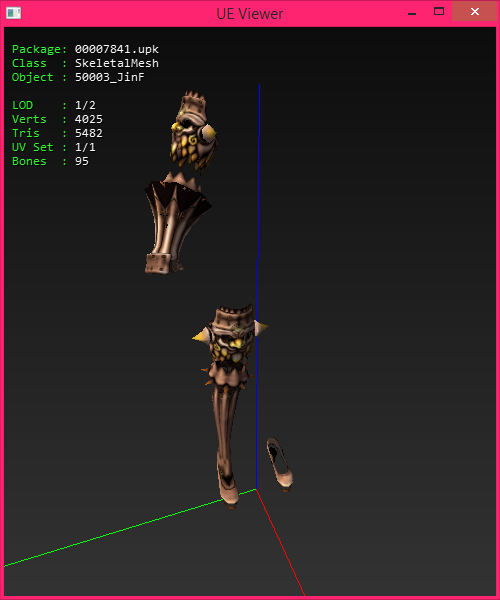 UE Viewer
Package: 00007841.upk
Class  : SkeletalMesh
Object : 50003_JinF
LOD    : 1/2
Verts  : 4025
Tris   : 5482
UV Set : 1/1
Bones  : 95